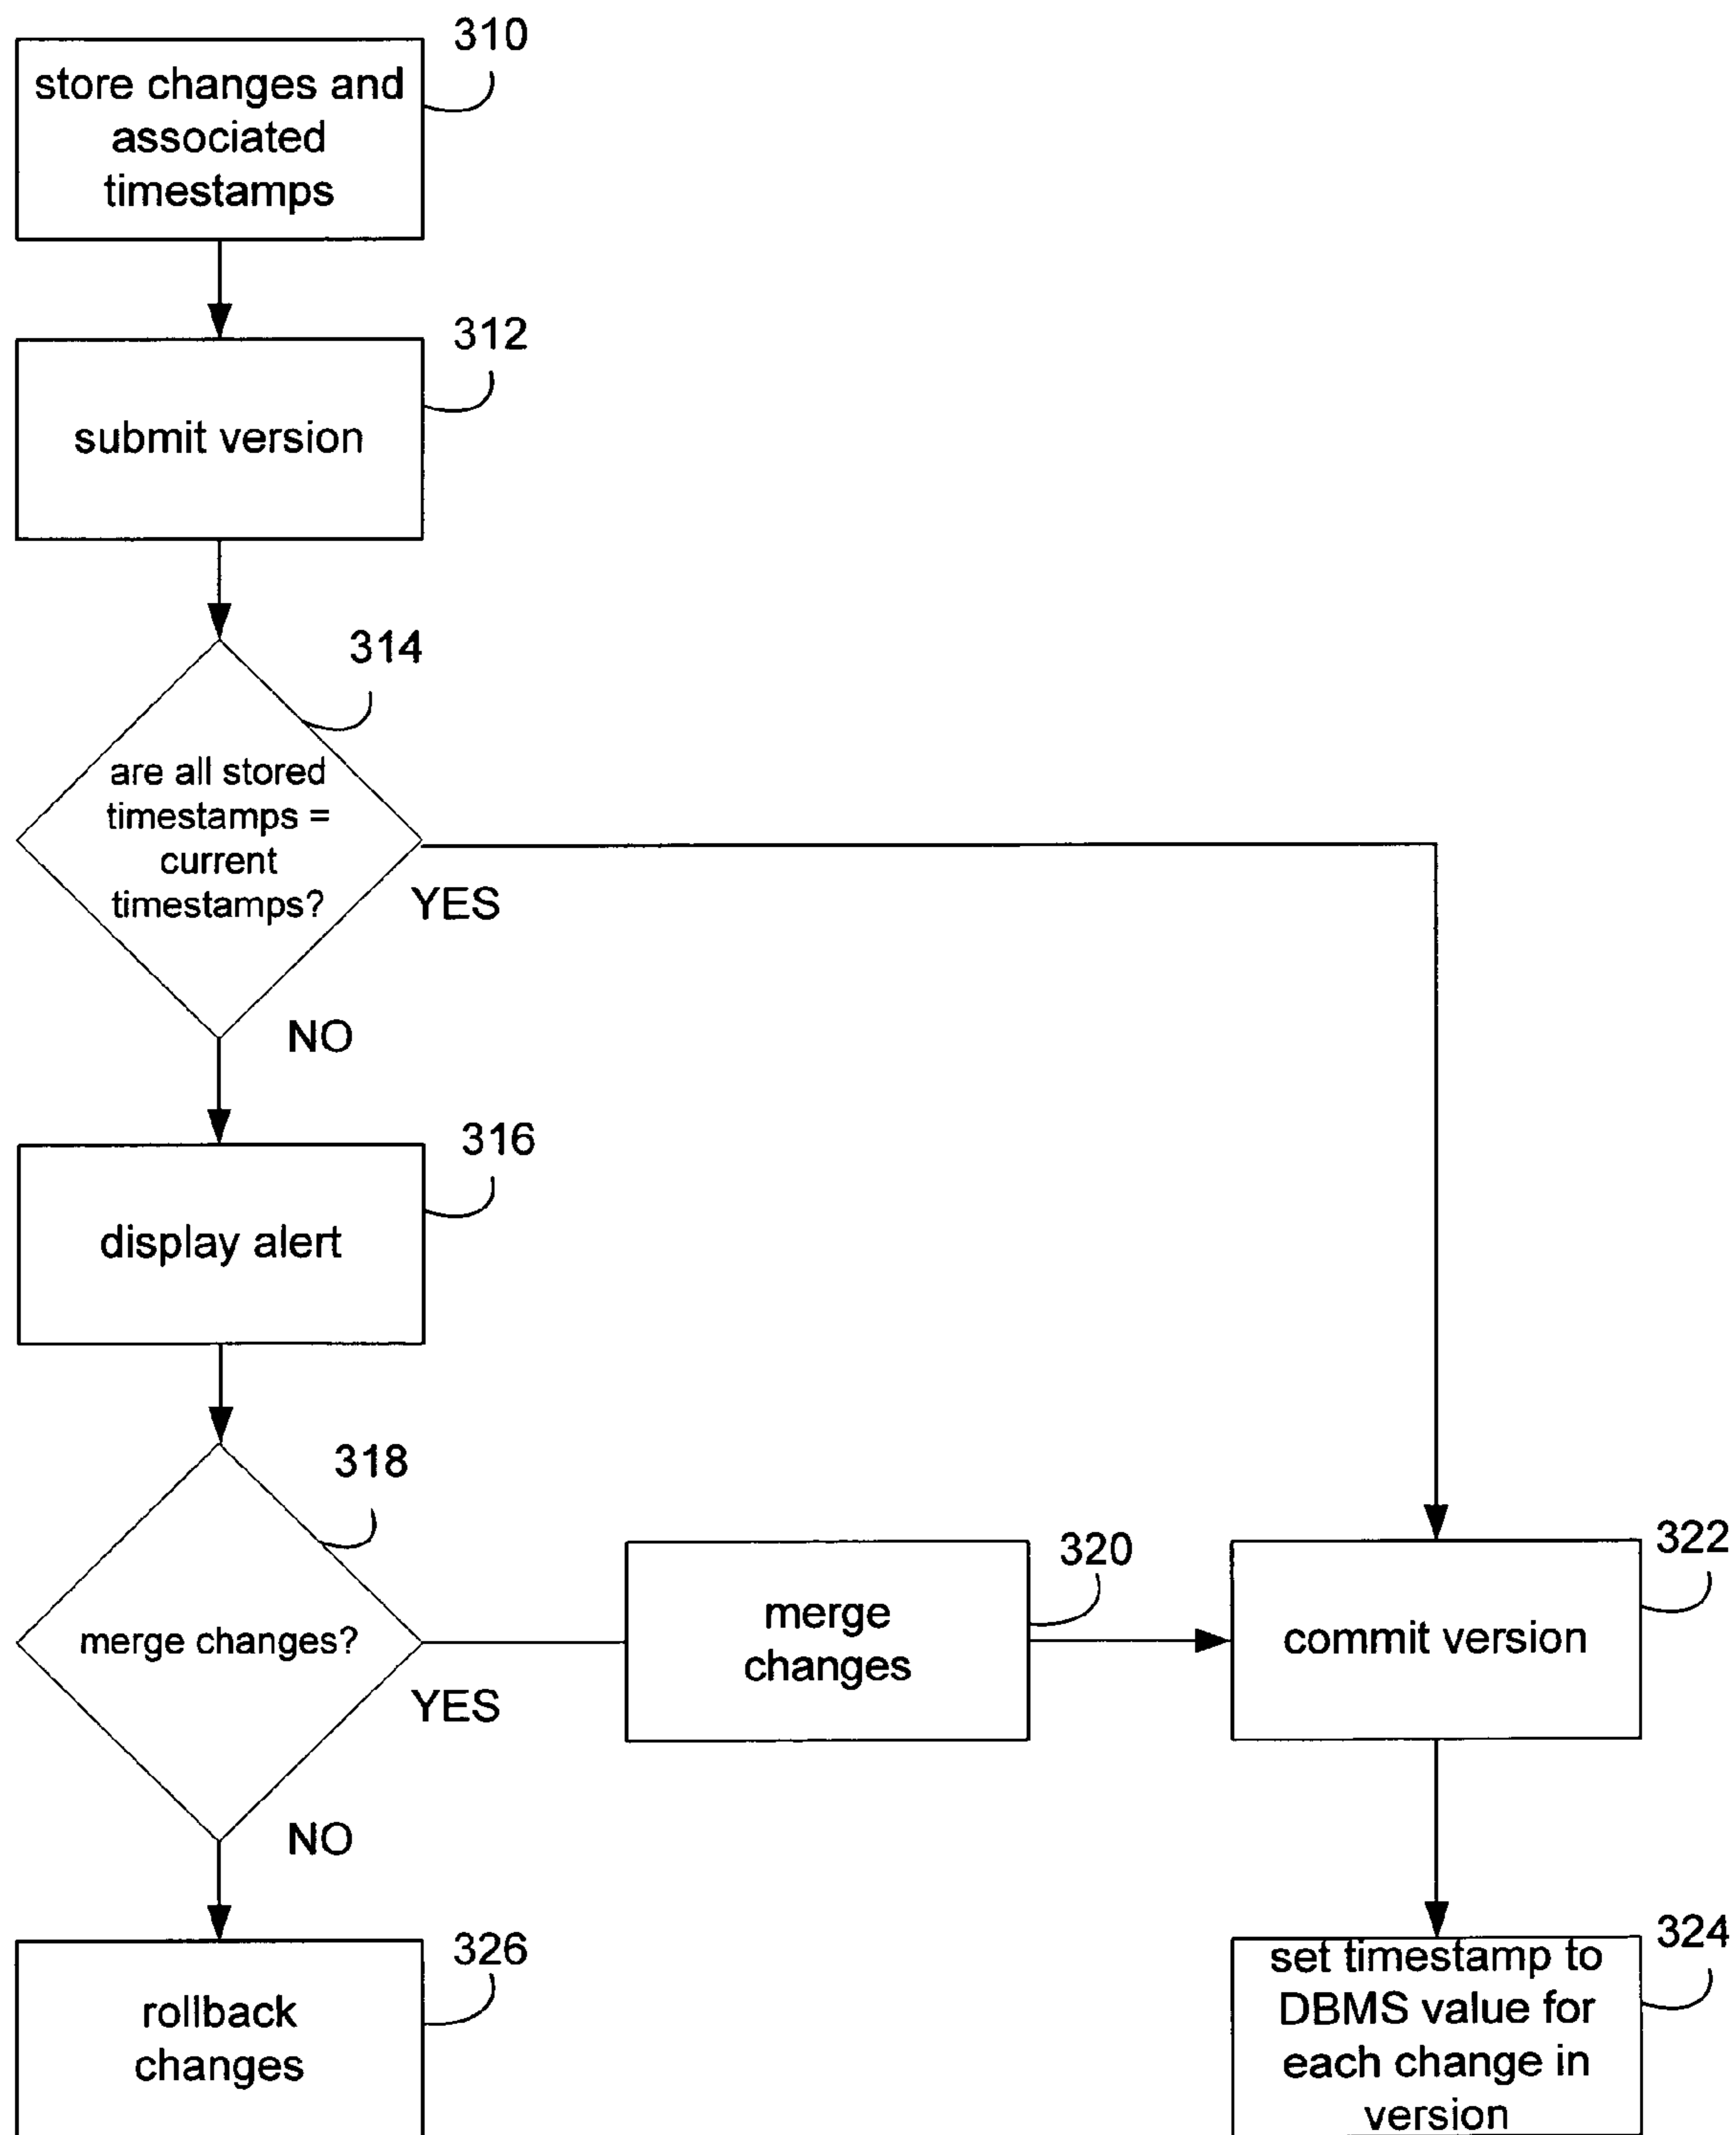 310
store changes and
associated
timestamps
312
submit version
314
are all stored
timestamps =
current
timestamps?
YES
NO
316
display alert
318
merge changes?
YES
NO
320
merge
changes
322
commit version
324
set timestamp to
DBMS value for
each change in
version
326
rollback
changes